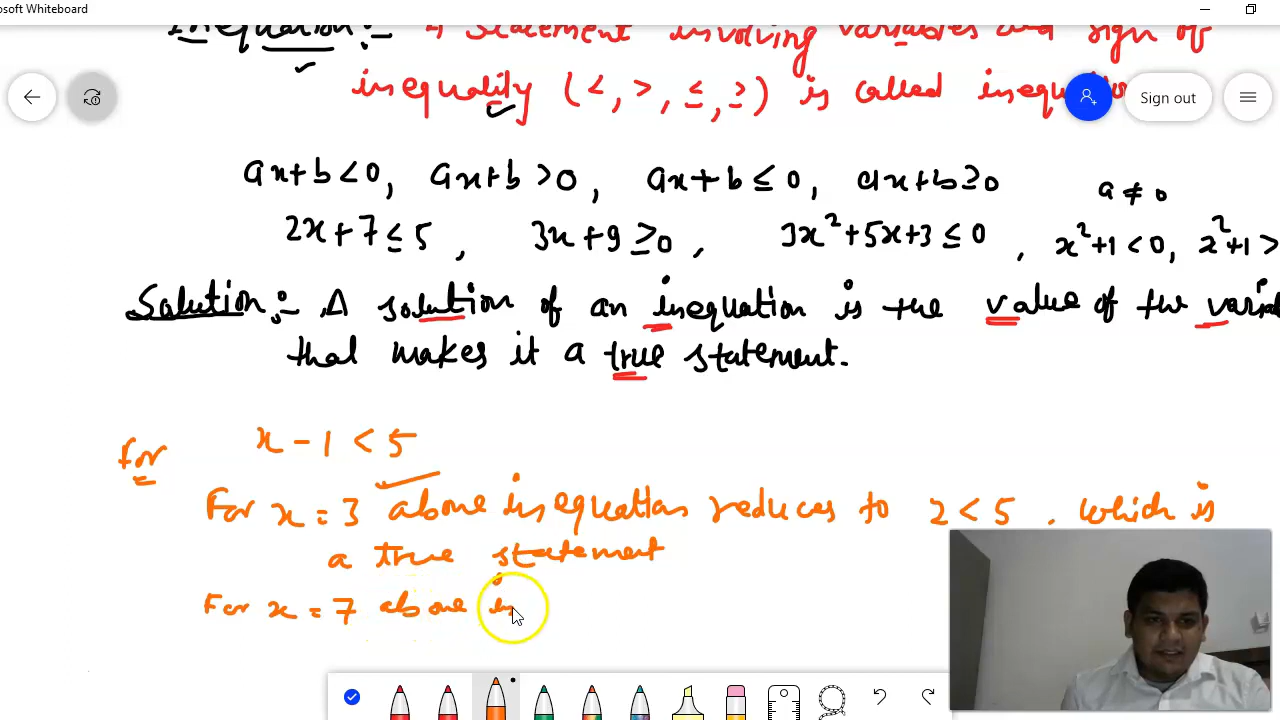 osoft Whiteboard
Inequation :- A statement involving variables and sign of
inequality (<, >, ≤, ≥) is called
Sign out
ax+b<0, ax+b>0, ax+b≤0, ax+b≥0 a≠0
2x+7≤5, 3x+9≥0, 3x²+5x+3≤0, x²+1<0, x²+1>
Solution:- A solution of an inequation is the value of the
that makes it a true statement.
for x-1<5
For x=3 above inequation reduces to 2<5. which is
a true statement
For x=7 above